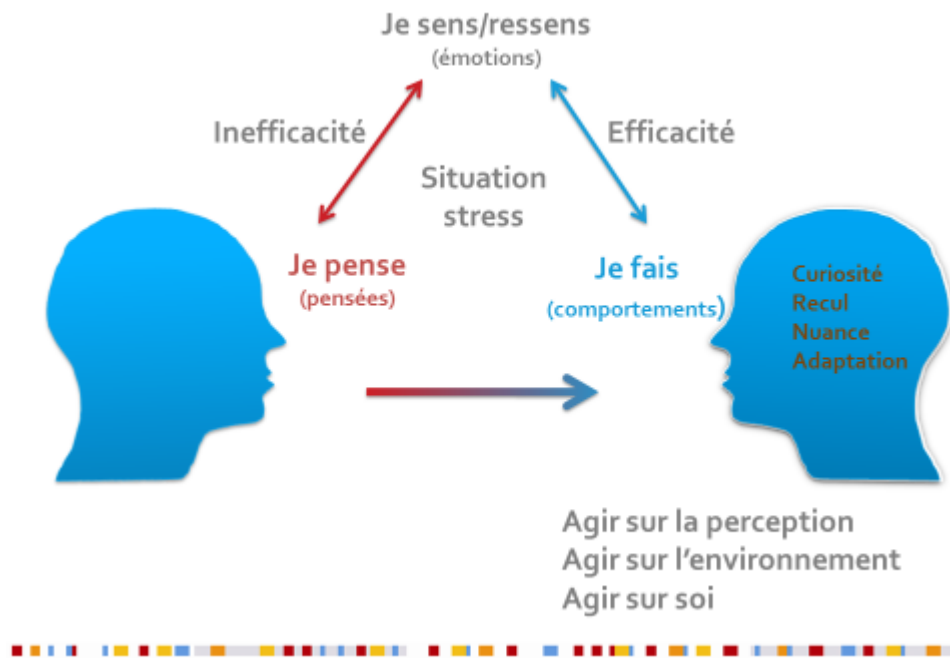 Je sens/ressens
(émotions)
Inefficacité
Efficacité
Situation
stress
Je pense
(pensées)
Je fais
(comportements)
Curiosité
Recul
Nuance
Adaptation
Agir sur la perception
Agir sur l'environnement
Agir sur soi